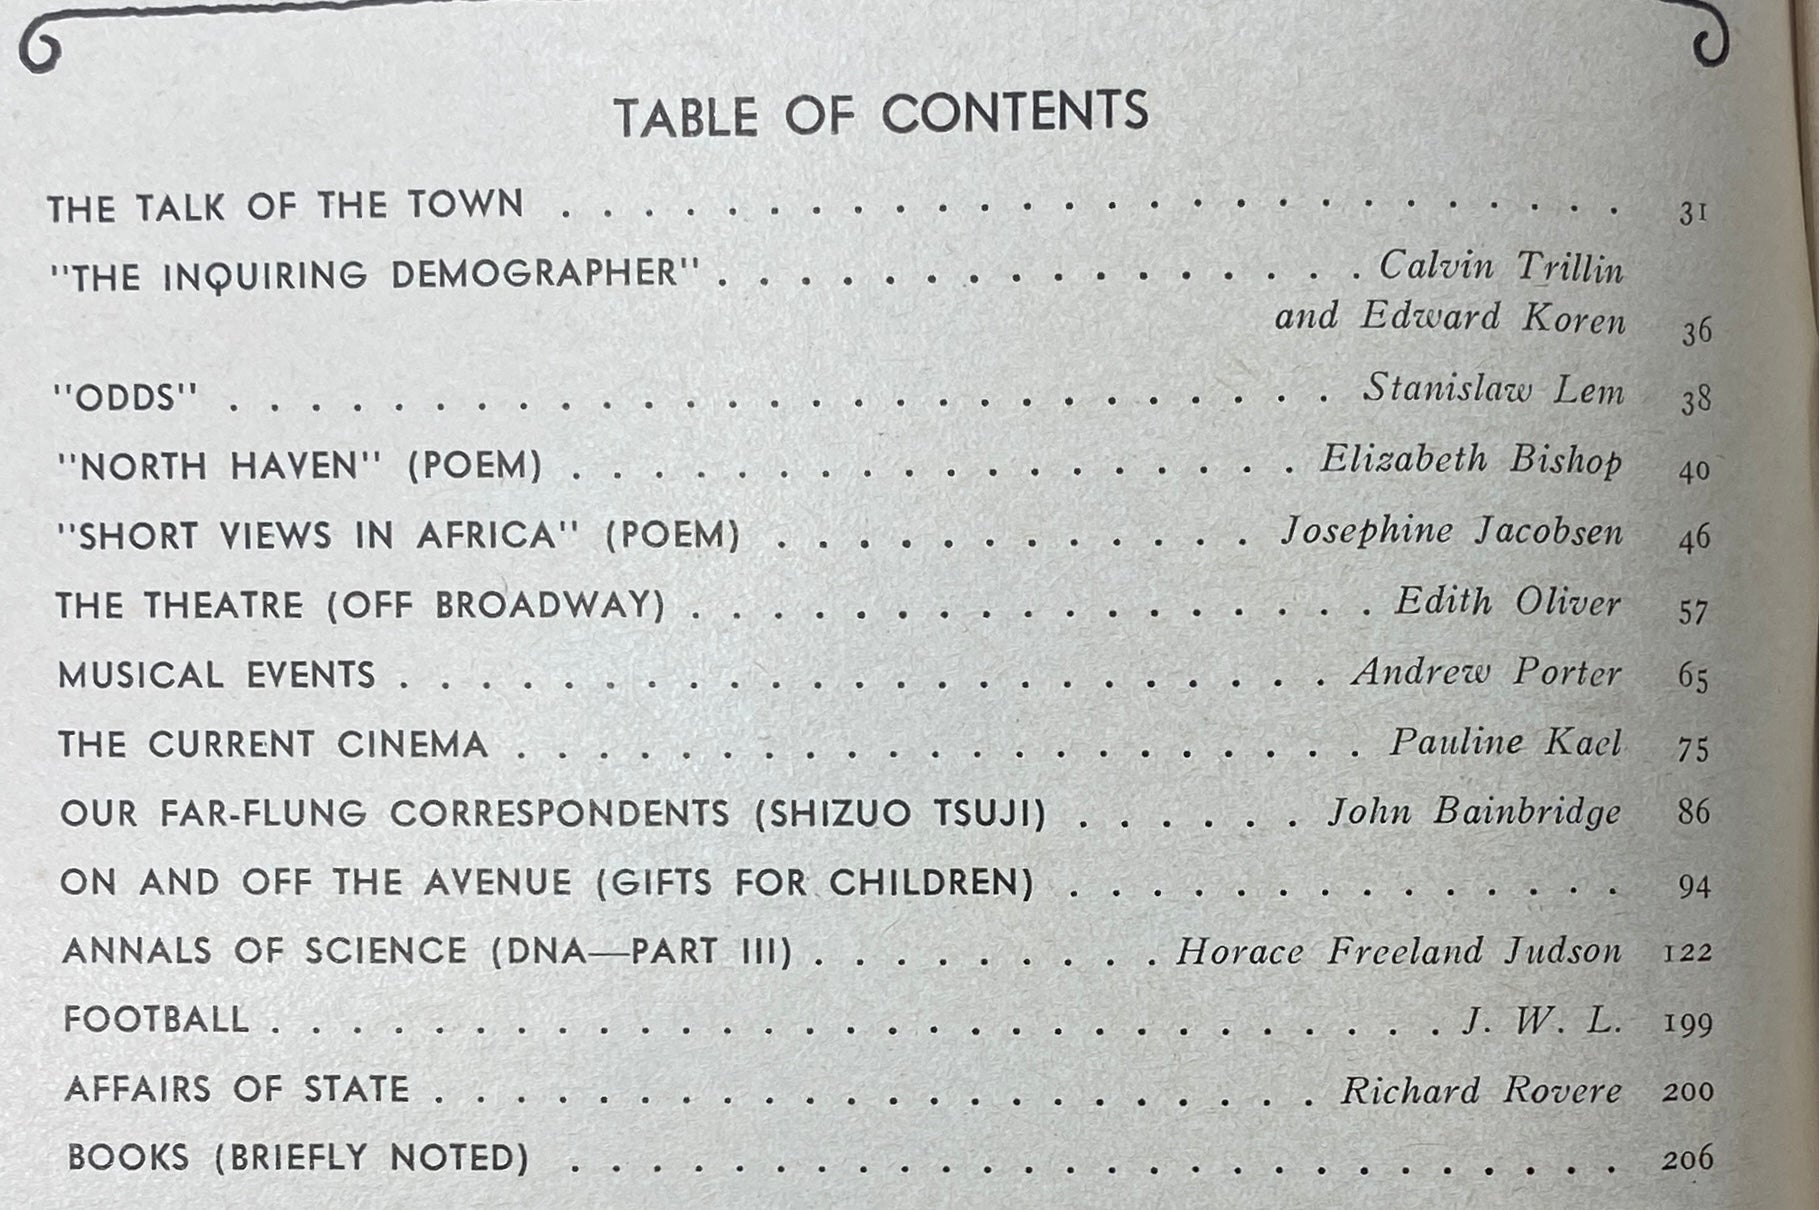 TABLE OF CONTENTS
THE TALK OF THE TOWN . . . . . . . . . . . . . . . . . . . . . . . . . . 31
"THE INQUIRING DEMOGRAPHER" . . . . . . . . . . . . . . . . Calvin Trillin
and Edward Koren 36
"ODDS" . . . . . . . . . . . . . . . . . . . . . . . . . . . Stanislaw Lem 38
"NORTH HAVEN" (POEM) . . . . . . . . . . . . . . . . . . Elizabeth Bishop 40
"SHORT VIEWS IN AFRICA" (POEM) . . . . . . . . . . . . Josephine Jacobsen 46
THE THEATRE (OFF BROADWAY) . . . . . . . . . . . . . . . . . Edith Oliver 57
MUSICAL EVENTS . . . . . . . . . . . . . . . . . . . . . . . Andrew Porter 65
THE CURRENT CINEMA . . . . . . . . . . . . . . . . . . . . . Pauline Kael 75
OUR FAR-FLUNG CORRESPONDENTS (SHIZUO TSUJI) . . . . . . John Bainbridge 86
ON AND OFF THE AVENUE (GIFTS FOR CHILDREN) . . . . . . . . . . . . . . 94
ANNALS OF SCIENCE (DNA—PART III) . . . . . . . . . Horace Freeland Judson 122
FOOTBALL . . . . . . . . . . . . . . . . . . . . . . . . . . . . . J. W. L. 199
AFFAIRS OF STATE . . . . . . . . . . . . . . . . . . . . . . Richard Rovere 200
BOOKS (BRIEFLY NOTED) . . . . . . . . . . . . . . . . . . . . . . . . . . 206